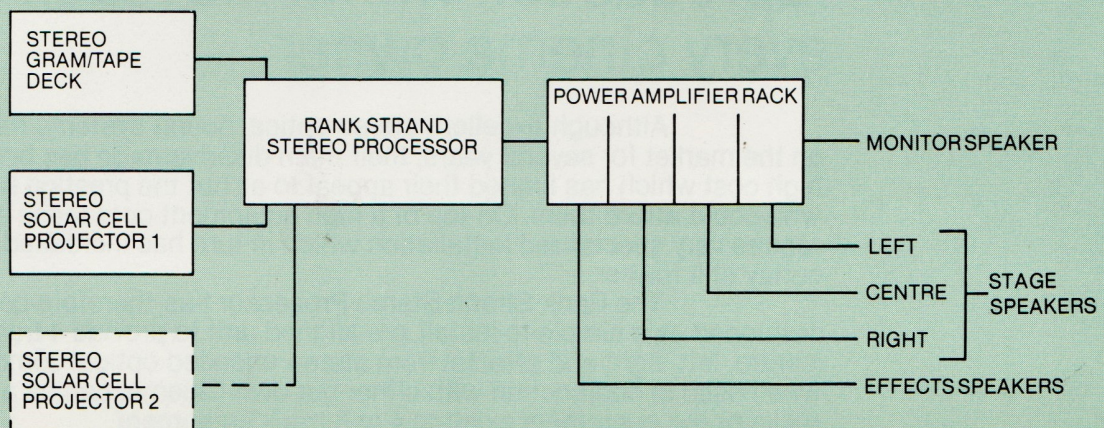 STEREO
GRAM/TAPE
DECK
STEREO
SOLAR CELL
PROJECTOR 1
STEREO
SOLAR CELL
PROJECTOR 2
RANK STRAND
STEREO PROCESSOR
POWER AMPLIFIER RACK
MONITOR SPEAKER
LEFT
CENTRE
RIGHT
STAGE
SPEAKERS
EFFECTS SPEAKERS